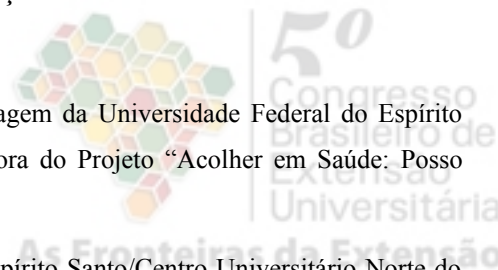 5º
Congresso
Brasileiro de
agem da Universidade Federal do Espírito
ora do Projeto “Acolher em Saúde: Posso
Extensão
Universitária
As Fronteiras da Extensão
pírito Santo/Centro Universitário Norte do